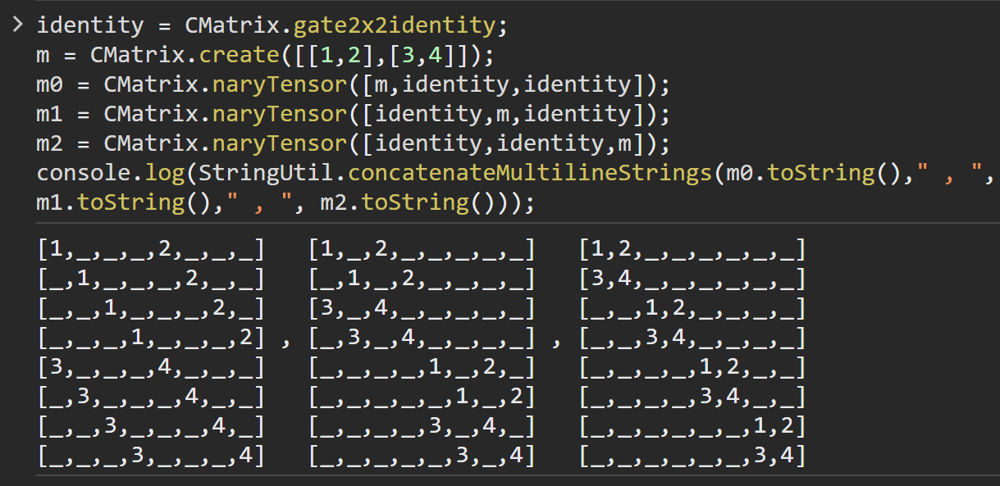 > identity = CMatrix.gate2x2identity;
m = CMatrix.create([[1,2],[3,4]]);
m0 = CMatrix.naryTensor([m,identity,identity]);
m1 = CMatrix.naryTensor([identity,m,identity]);
m2 = CMatrix.naryTensor([identity,identity,m]);
console.log(StringUtil.concatenateMultilineStrings(m0.toString()," , ",
m1.toString()," , ", m2.toString()));
[1,_,_,_,2,_,_,_]   [1,_,2,_,_,_,_,_]   [1,2,_,_,_,_,_,_]
[_,1,_,_,_,2,_,_]   [_,1,_,2,_,_,_,_]   [3,4,_,_,_,_,_,_]
[_,_,1,_,_,_,2,_]   [3,_,4,_,_,_,_,_]   [_,_,1,2,_,_,_,_]
[_,_,_,1,_,_,_,2] , [_,3,_,4,_,_,_,_] , [_,_,3,4,_,_,_,_]
[3,_,_,_,4,_,_,_]   [_,_,_,_,1,_,2,_]   [_,_,_,_,1,2,_,_]
[_,3,_,_,_,4,_,_]   [_,_,_,_,_,1,_,2]   [_,_,_,_,3,4,_,_]
[_,_,3,_,_,_,4,_]   [_,_,_,_,3,_,4,_]   [_,_,_,_,_,_,1,2]
[_,_,_,3,_,_,_,4]   [_,_,_,_,_,3,_,4]   [_,_,_,_,_,_,3,4]